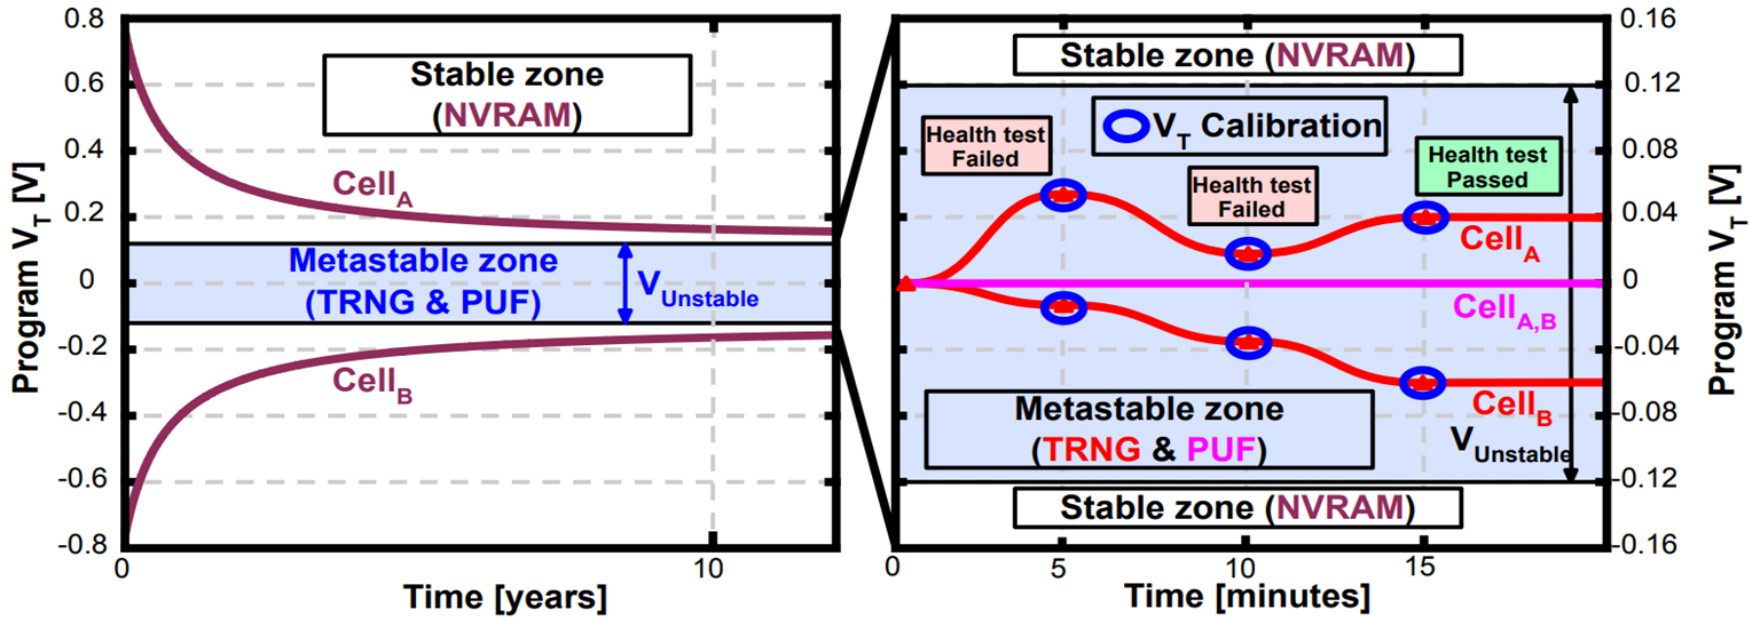 Program V_T [V]
0.8
0.6
0.4
0.2
0
-0.2
-0.4
-0.6
-0.8
Stable zone
(NVRAM)
Cell_A
Metastable zone
(TRNG & PUF)
V_Unstable
Cell_B
0
10
Time [years]
Stable zone (NVRAM)
V_T Calibration
Health test
Failed
Health test
Failed
Health test
Passed
Cell_A
Cell_A,B
Cell_B
Metastable zone
(TRNG & PUF)
V_Unstable
Stable zone (NVRAM)
0
5
10
15
Time [minutes]
0.16
0.12
0.08
0.04
0
-0.04
-0.08
-0.12
-0.16
Program V_T [V]